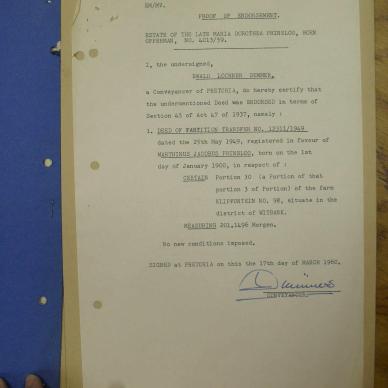 EM/MV.
PROOF OF ENDORSEMENT.
ESTATE OF THE LATE MARIA DOROTHEA PRINSLOO, BORN
OPPERMAN, NO. 4013/59.
I, the undersigned,
EWALD LOCHNER
a Conveyancer of PRETORIA, do hereby certify that
the undermentioned Deed was ENDORSED in terms of
Section 45 of Act 47 of 1937, namely :
1. DEED OF PARTITION TRANSFER NO. 12311/1949
dated the 25th May 1949, registered in favour of
MARTHINUS JACOBUS PRINSLOO, born on the 1st
day of January 1900, in respect of :
CERTAIN Portion 30 (a Portion of that
portion 3 of Portion) of the farm
KLIPFONTEIN NO. 98, situate in the
district of WITBANK.
MEASURING 201,1496 Morgen.
No new conditions imposed.
SIGNED at PRETORIA on this the 17th day of MARCH 1960.
CONVEYANCER.